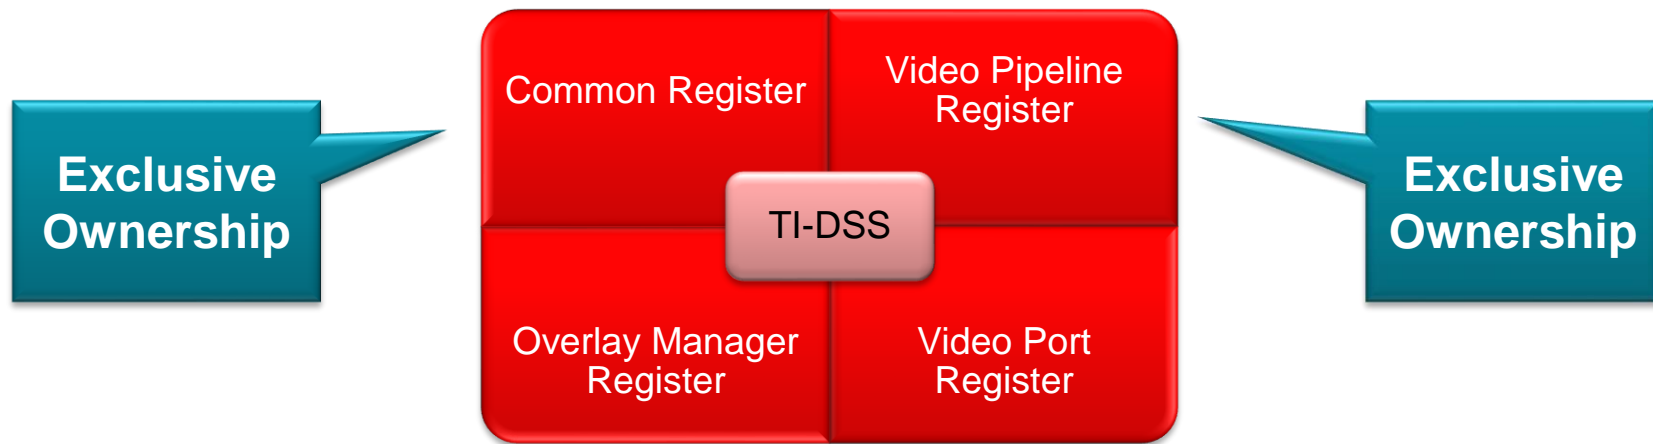 Exclusive
Ownership
Common Register
Video Pipeline
Register
TI-DSS
Overlay Manager
Register
Video Port
Register
Exclusive
Ownership